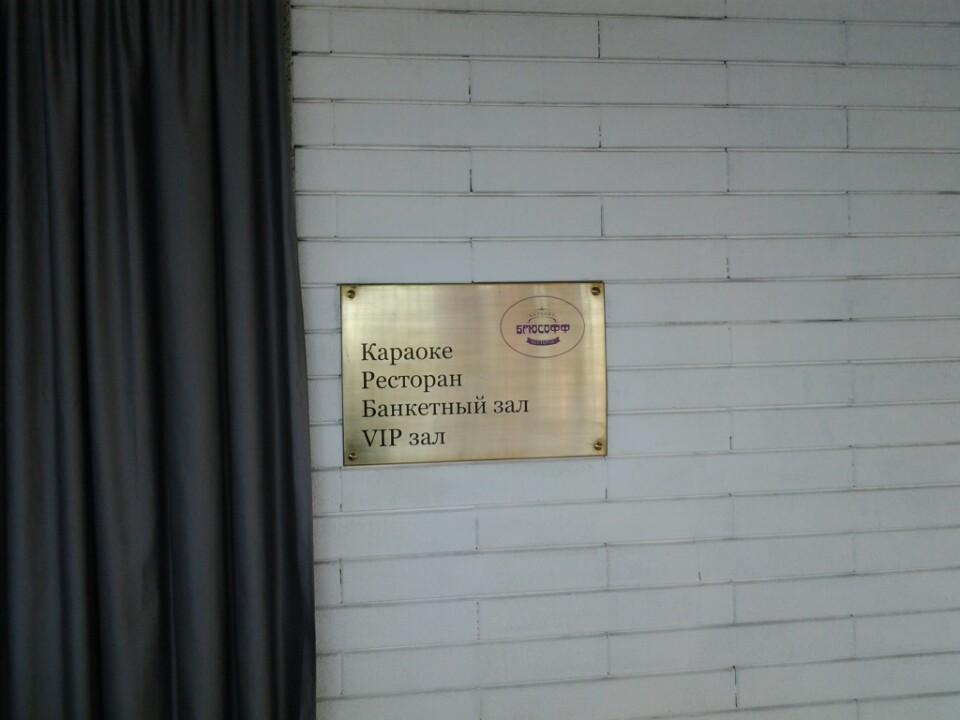 БРЮСОФФ
Караоке
Ресторан
Банкетный зал
VIP зал